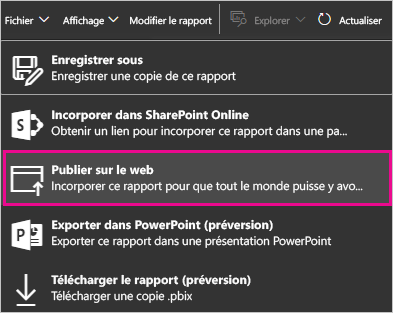 Fichier Affichage Modifier le rapport Explorer Actualiser
Enregistrer sous
Enregistrer une copie de ce rapport
Incorporer dans SharePoint Online
Obtenir un lien pour incorporer ce rapport dans une pa...
Publier sur le web
Incorporer ce rapport pour que tout le monde puisse y avo...
Exporter dans PowerPoint (préversion)
Exporter ce rapport dans une présentation PowerPoint
Télécharger le rapport (préversion)
Télécharger une copie .pbix